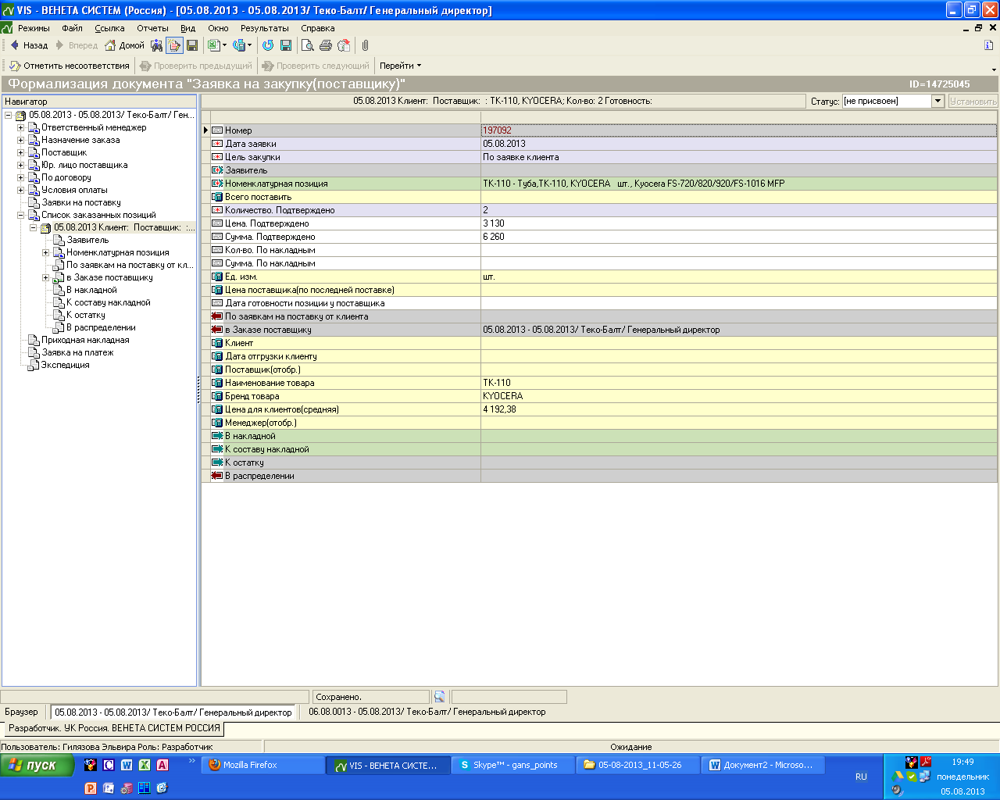 VIS - ВЕНЕТА СИСТЕМ (Россия) - [05.08.2013 - 05.08.2013/ Теко-Балт/ Генеральный директор]
Режимы Файл Ссылка Отчеты Вид Окно Результаты Справка
Назад Вперед Домой
Отметить несоответствия Проверить предыдущий Проверить следующий Перейти
Формализация документа "Заявка на закупку(поставщику)" ID=14725045
Навигатор
05.08.2013 - 05.08.2013/ Теко-Балт/ Ген...
Ответственный менеджер
Назначение заказа
Поставщик
Юр. лицо поставщика
По договору
Условия оплаты
Заявки на поставку
Список заказанных позиций
05.08.2013 Клиент: Поставщик: :...
Заявитель
Номенклатурная позиция
По заявкам на поставку от кл...
в Заказе поставщику
В накладной
К составу накладной
К остатку
В распределении
Приходная накладная
Заявка на платеж
Экспедиция
05.08.2013 Клиент: Поставщик: : TK-110, KYOCERA; Кол-во: 2 Готовность:
Статус: [не присвоен] Установить
Номер 197092
Дата заявки 05.08.2013
Цель закупки По заявке клиента
Заявитель
Номенклатурная позиция TK-110 - Туба,TK-110, KYOCERA шт., Kyocera FS-720/820/920/FS-1016 MFP
Всего поставить
Количество. Подтверждено 2
Цена. Подтверждено 3 130
Сумма. Подтверждено 6 260
Кол-во. По накладным
Сумма. По накладным
Ед. изм. шт.
Цена поставщика(по последней поставке)
Дата готовности позиции у поставщика
По заявкам на поставку от клиента
в Заказе поставщику 05.08.2013 - 05.08.2013/ Теко-Балт/ Генеральный директор
Клиент
Дата отгрузки клиенту
Поставщик(отобр.)
Наименование товара TK-110
Бренд товара KYOCERA
Цена для клиентов(средняя) 4 192,38
Менеджер(отобр.)
В накладной
К составу накладной
К остатку
В распределении
Сохранено.
Браузер 05.08.2013 - 05.08.2013/ Теко-Балт/ Генеральный директор 06.08.0013 - 05.08.2013/ Теко-Балт/ Генеральный директор
Разработчик. УК Россия. ВЕНЕТА СИСТЕМ РОССИЯ
Пользователь: Гилязова Эльвира Роль: Разработчик Ожидание
пуск » Mozilla Firefox VIS - ВЕНЕТА СИСТЕ... Skype™ - gans_points 05-08-2013_11-05-26 Документ2 - Microso... RU
19:49
понедельник
05.08.2013